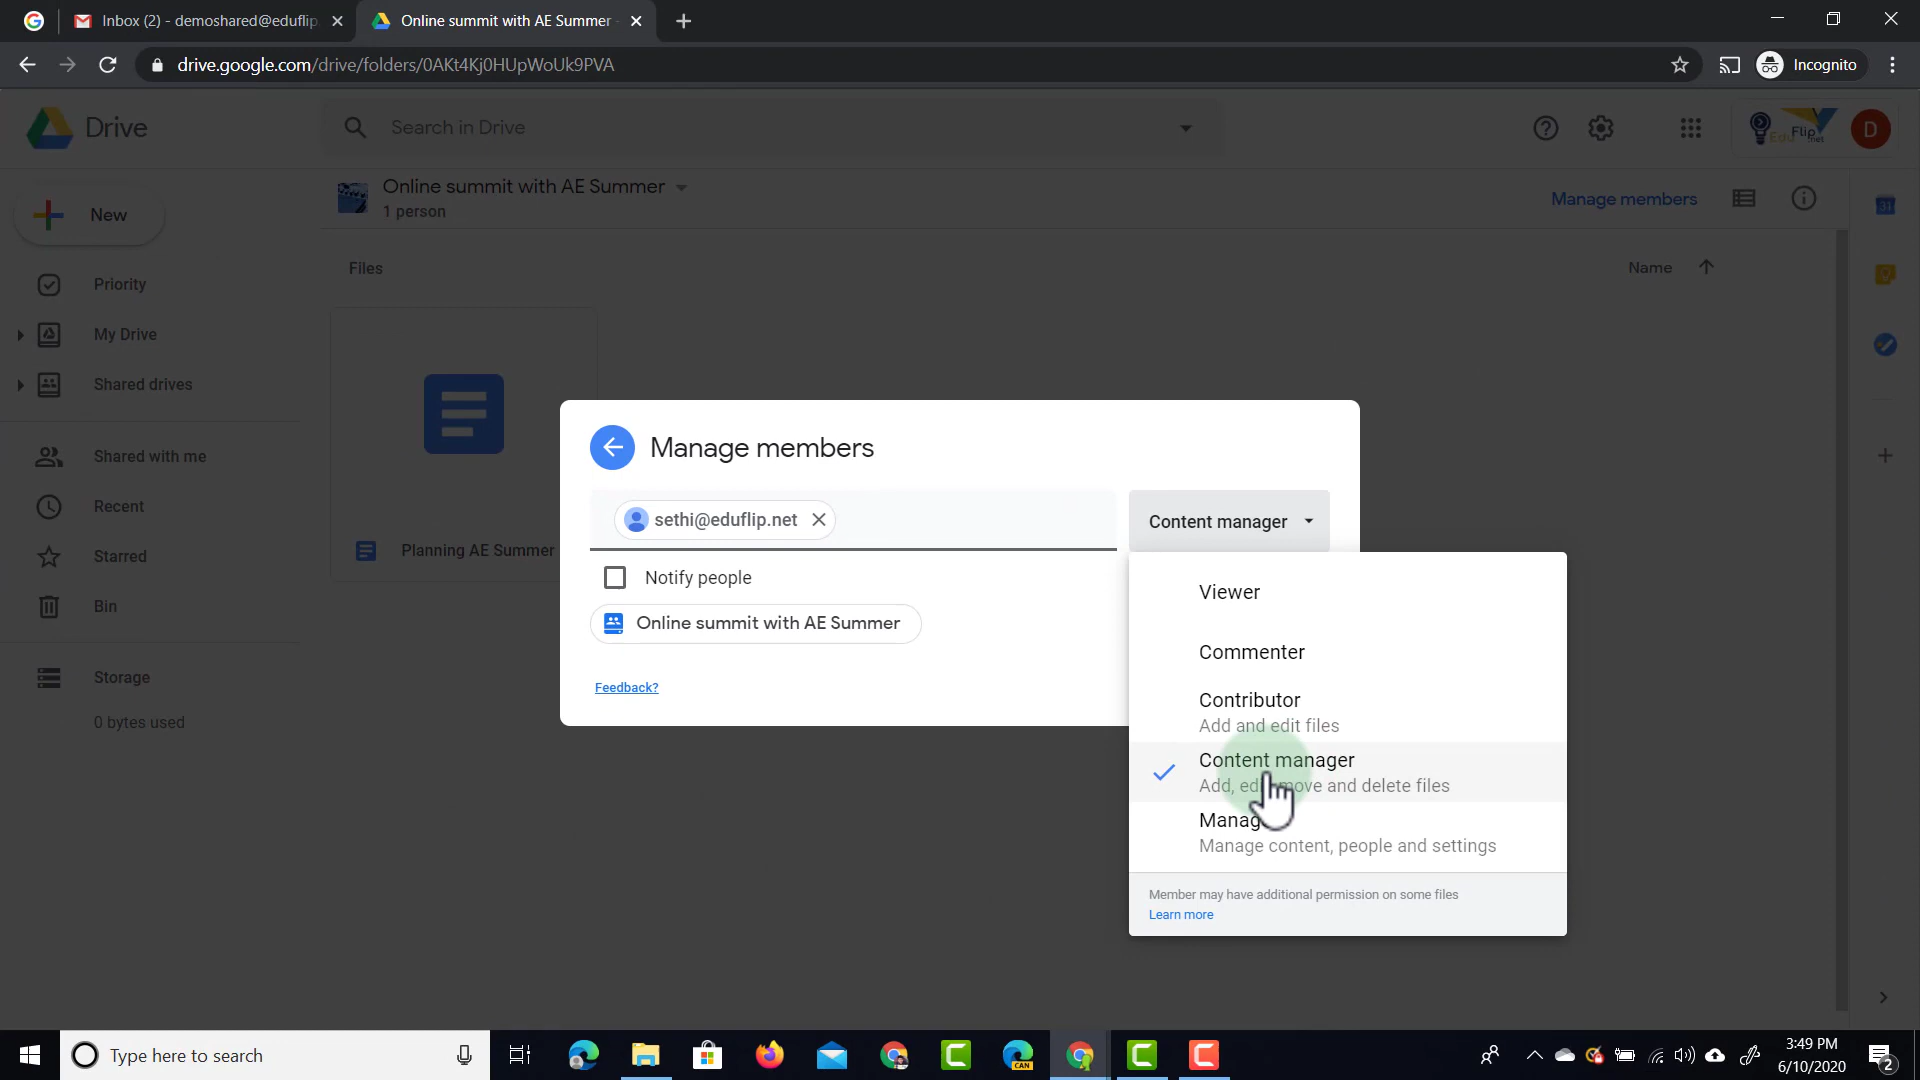 Inbox (2) - demoshared@eduflip.
Online summit with AE Summer -
drive.google.com/drive/folders/0AKt4Kj0HUpWoUk9PVA
Incognito
Drive
Search in Drive
EduFlip.net
D
New
Online summit with AE Summer
1 person
Manage members
31
Files
Name
Priority
My Drive
Shared drives
Shared with me
Recent
Starred
Bin
Storage
0 bytes used
Planning AE Summer
Manage members
sethi@eduflip.net
Content manager
Notify people
Online summit with AE Summer
Feedback?
Viewer
Commenter
Contributor
Add and edit files
Content manager
Add, move and delete files
Manage content, people and settings
Member may have additional permission on some files
Learn more
Type here to search
CAN
3:49 PM
6/10/2020
2